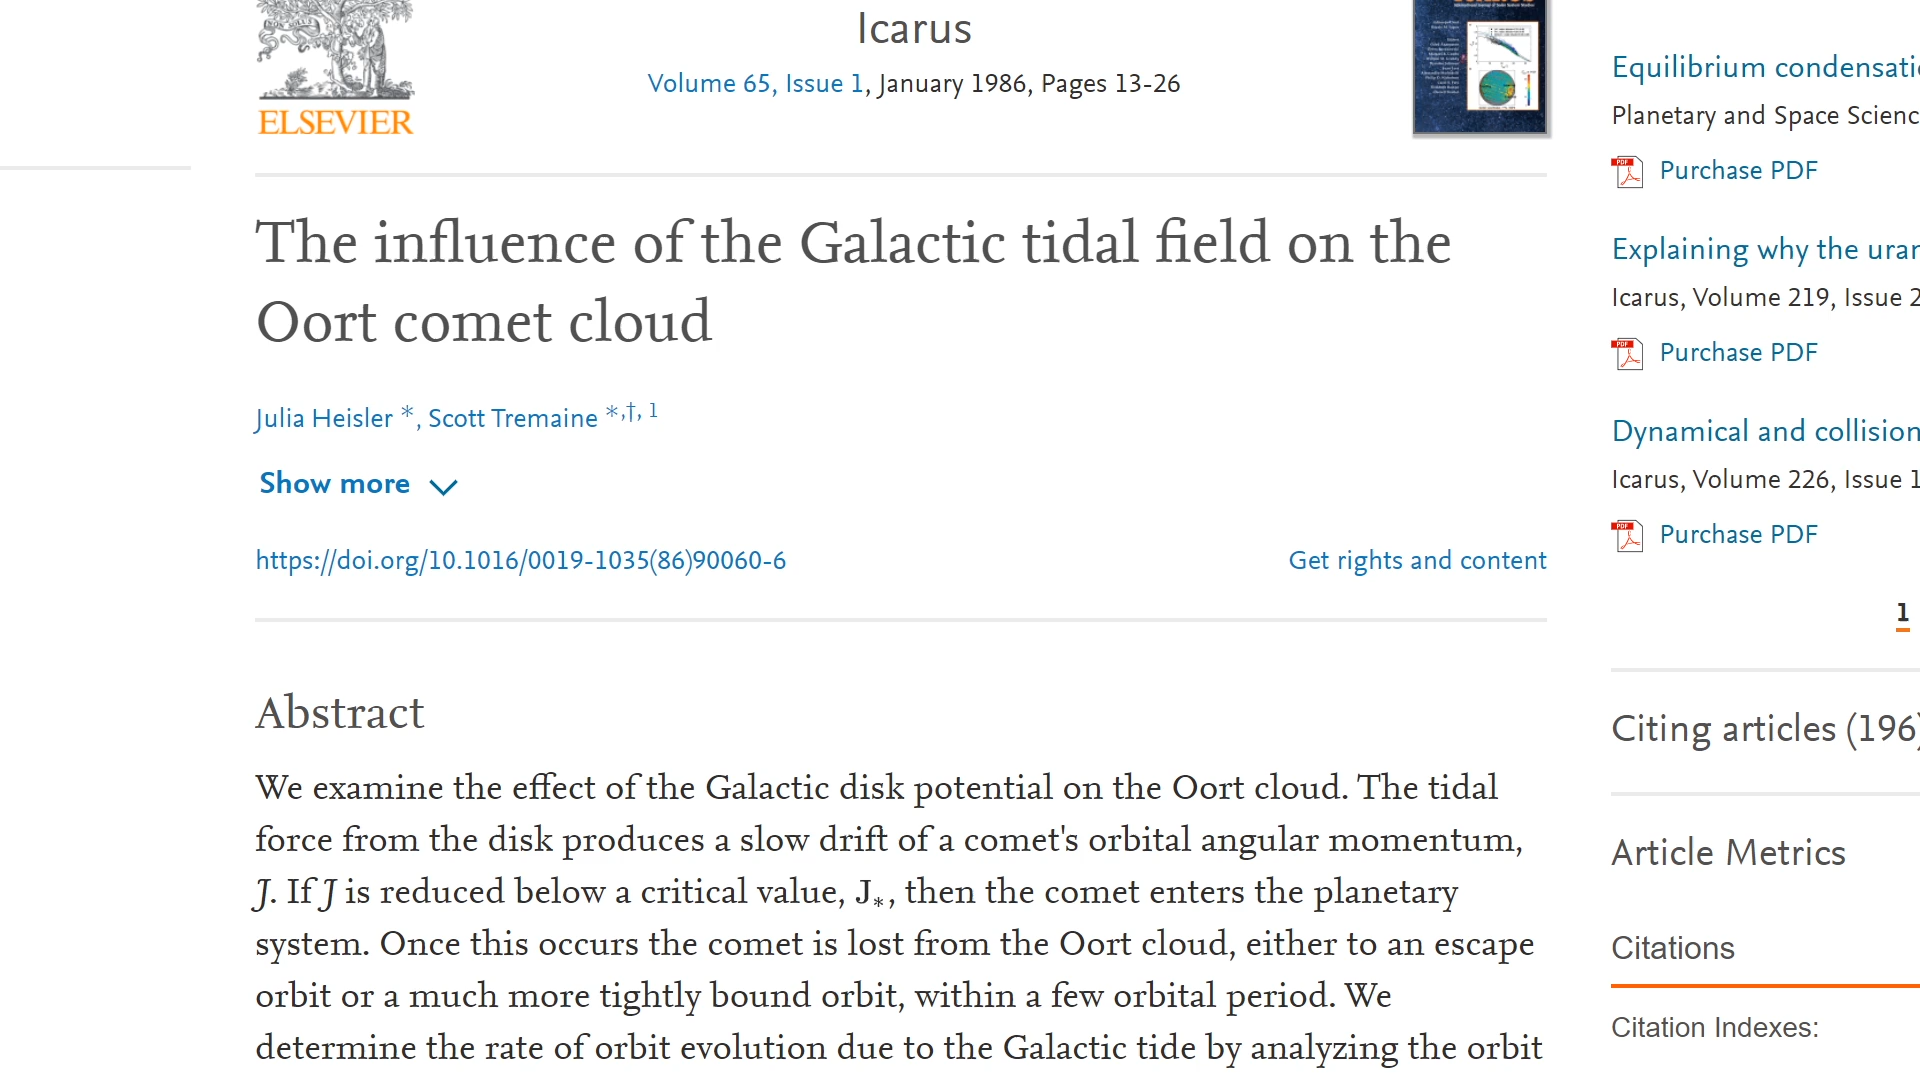 Icarus
Volume 65, Issue 1, January 1986, Pages 13-26
ELSEVIER
The influence of the Galactic tidal field on the
Oort comet cloud
Julia Heisler *, Scott Tremaine *,†, 1
Show more
https://doi.org/10.1016/0019-1035(86)90060-6
Get rights and content
Abstract
We examine the effect of the Galactic disk potential on the Oort cloud. The tidal
force from the disk produces a slow drift of a comet's orbital angular momentum,
J. If J is reduced below a critical value, J*, then the comet enters the planetary
system. Once this occurs the comet is lost from the Oort cloud, either to an escape
orbit or a much more tightly bound orbit, within a few orbital period. We
determine the rate of orbit evolution due to the Galactic tide by analyzing the orbit
Equilibrium condensati
Planetary and Space Scienc
Purchase PDF
Explaining why the uran
Icarus, Volume 219, Issue 2
Purchase PDF
Dynamical and collision
Icarus, Volume 226, Issue 1
Purchase PDF
1
Citing articles (196)
Article Metrics
Citations
Citation Indexes: